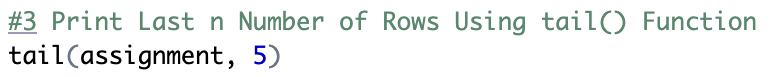 #3 Print Last n Number of Rows Using tail() Function
tail(assignment, 5)